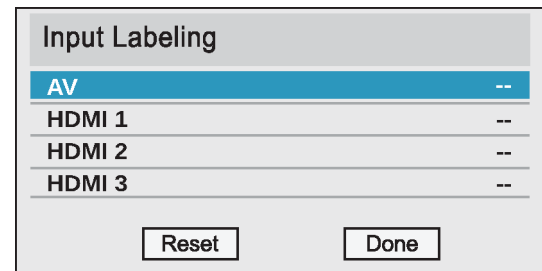 Input Labeling
AV --
HDMI 1 --
HDMI 2 --
HDMI 3 --
Reset Done